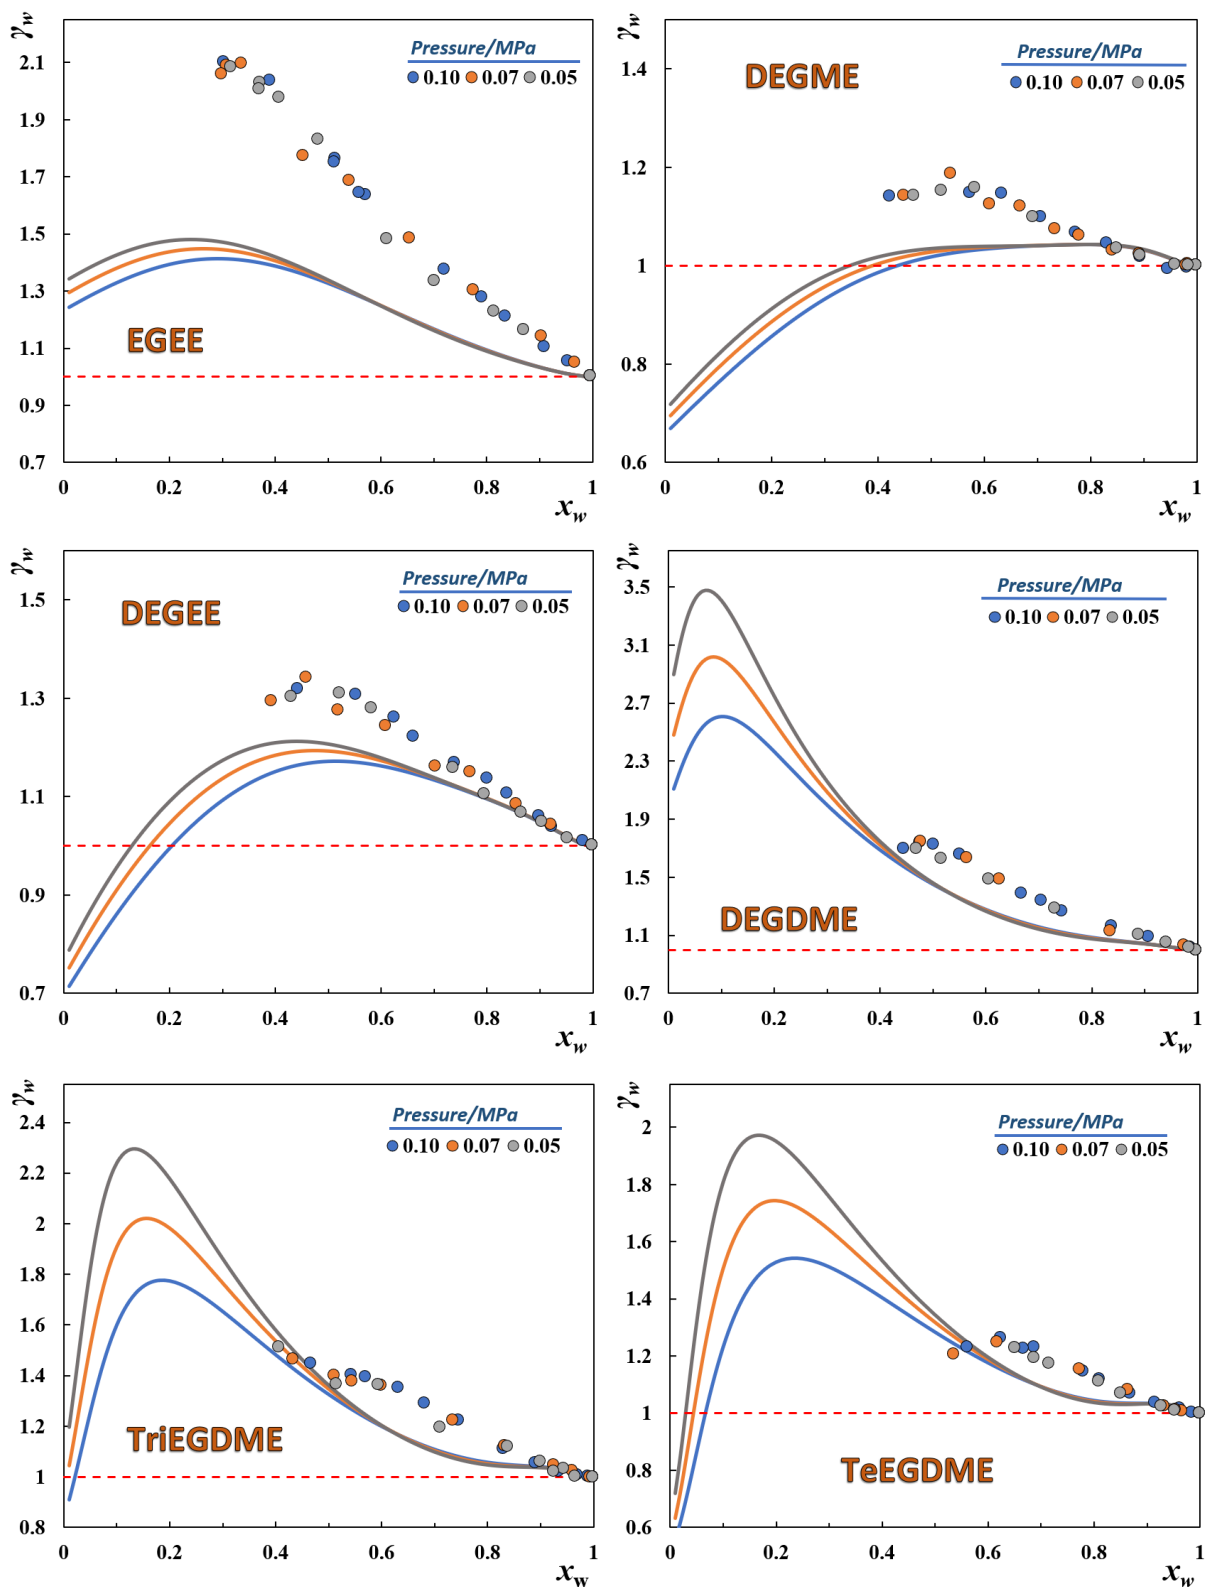 γw
Pressure/MPa
0.10 0.07 0.05
EGEE
2.1
1.9
1.7
1.5
1.3
1.1
0.9
0.7
0 0.2 0.4 0.6 0.8 1
xw
γw
Pressure/MPa
0.10 0.07 0.05
DEGME
1.4
1.2
1
0.8
0.6
0 0.2 0.4 0.6 0.8 1
xw
γw
Pressure/MPa
0.10 0.07 0.05
DEGEE
1.5
1.3
1.1
0.9
0.7
0 0.2 0.4 0.6 0.8 1
xw
γw
Pressure/MPa
0.10 0.07 0.05
DEGDME
3.5
3.1
2.7
2.3
1.9
1.5
1.1
0.7
0 0.2 0.4 0.6 0.8 1
xw
γw
Pressure/MPa
0.10 0.07 0.05
TriEGDME
2.4
2.2
2
1.8
1.6
1.4
1.2
1
0.8
0 0.2 0.4 0.6 0.8 1
xw
γw
Pressure/MPa
0.10 0.07 0.05
TeEGDME
2
1.8
1.6
1.4
1.2
1
0.8
0.6
0 0.2 0.4 0.6 0.8 1
xw